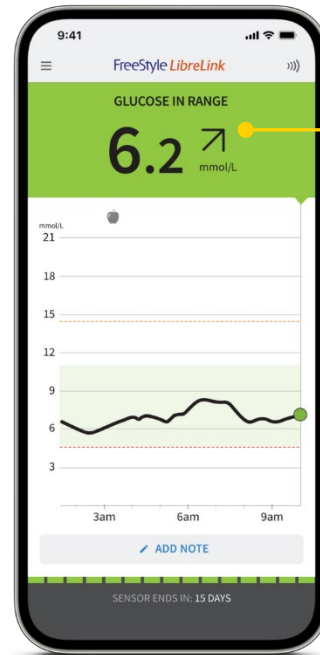 9:41
FreeStyle LibreLink
GLUCOSE IN RANGE
6.2
mmol/L
mmol/L
21
18
15
12
9
6
3
3am 6am 9am
ADD NOTE
SENSOR ENDS IN: 15 DAYS